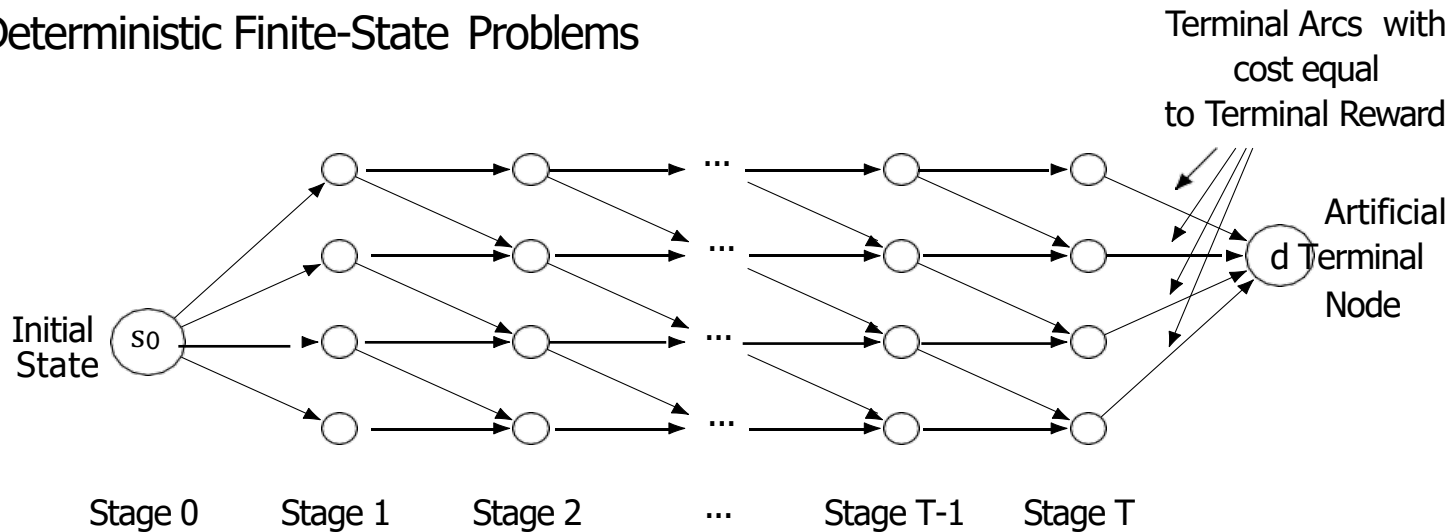 Deterministic Finite-State Problems
Terminal Arcs with
cost equal
to Terminal Reward
...
Artificial
...
d Terminal
Node
Initial
State
s0
...
...
Stage 0 Stage 1 Stage 2 ... Stage T-1 Stage T